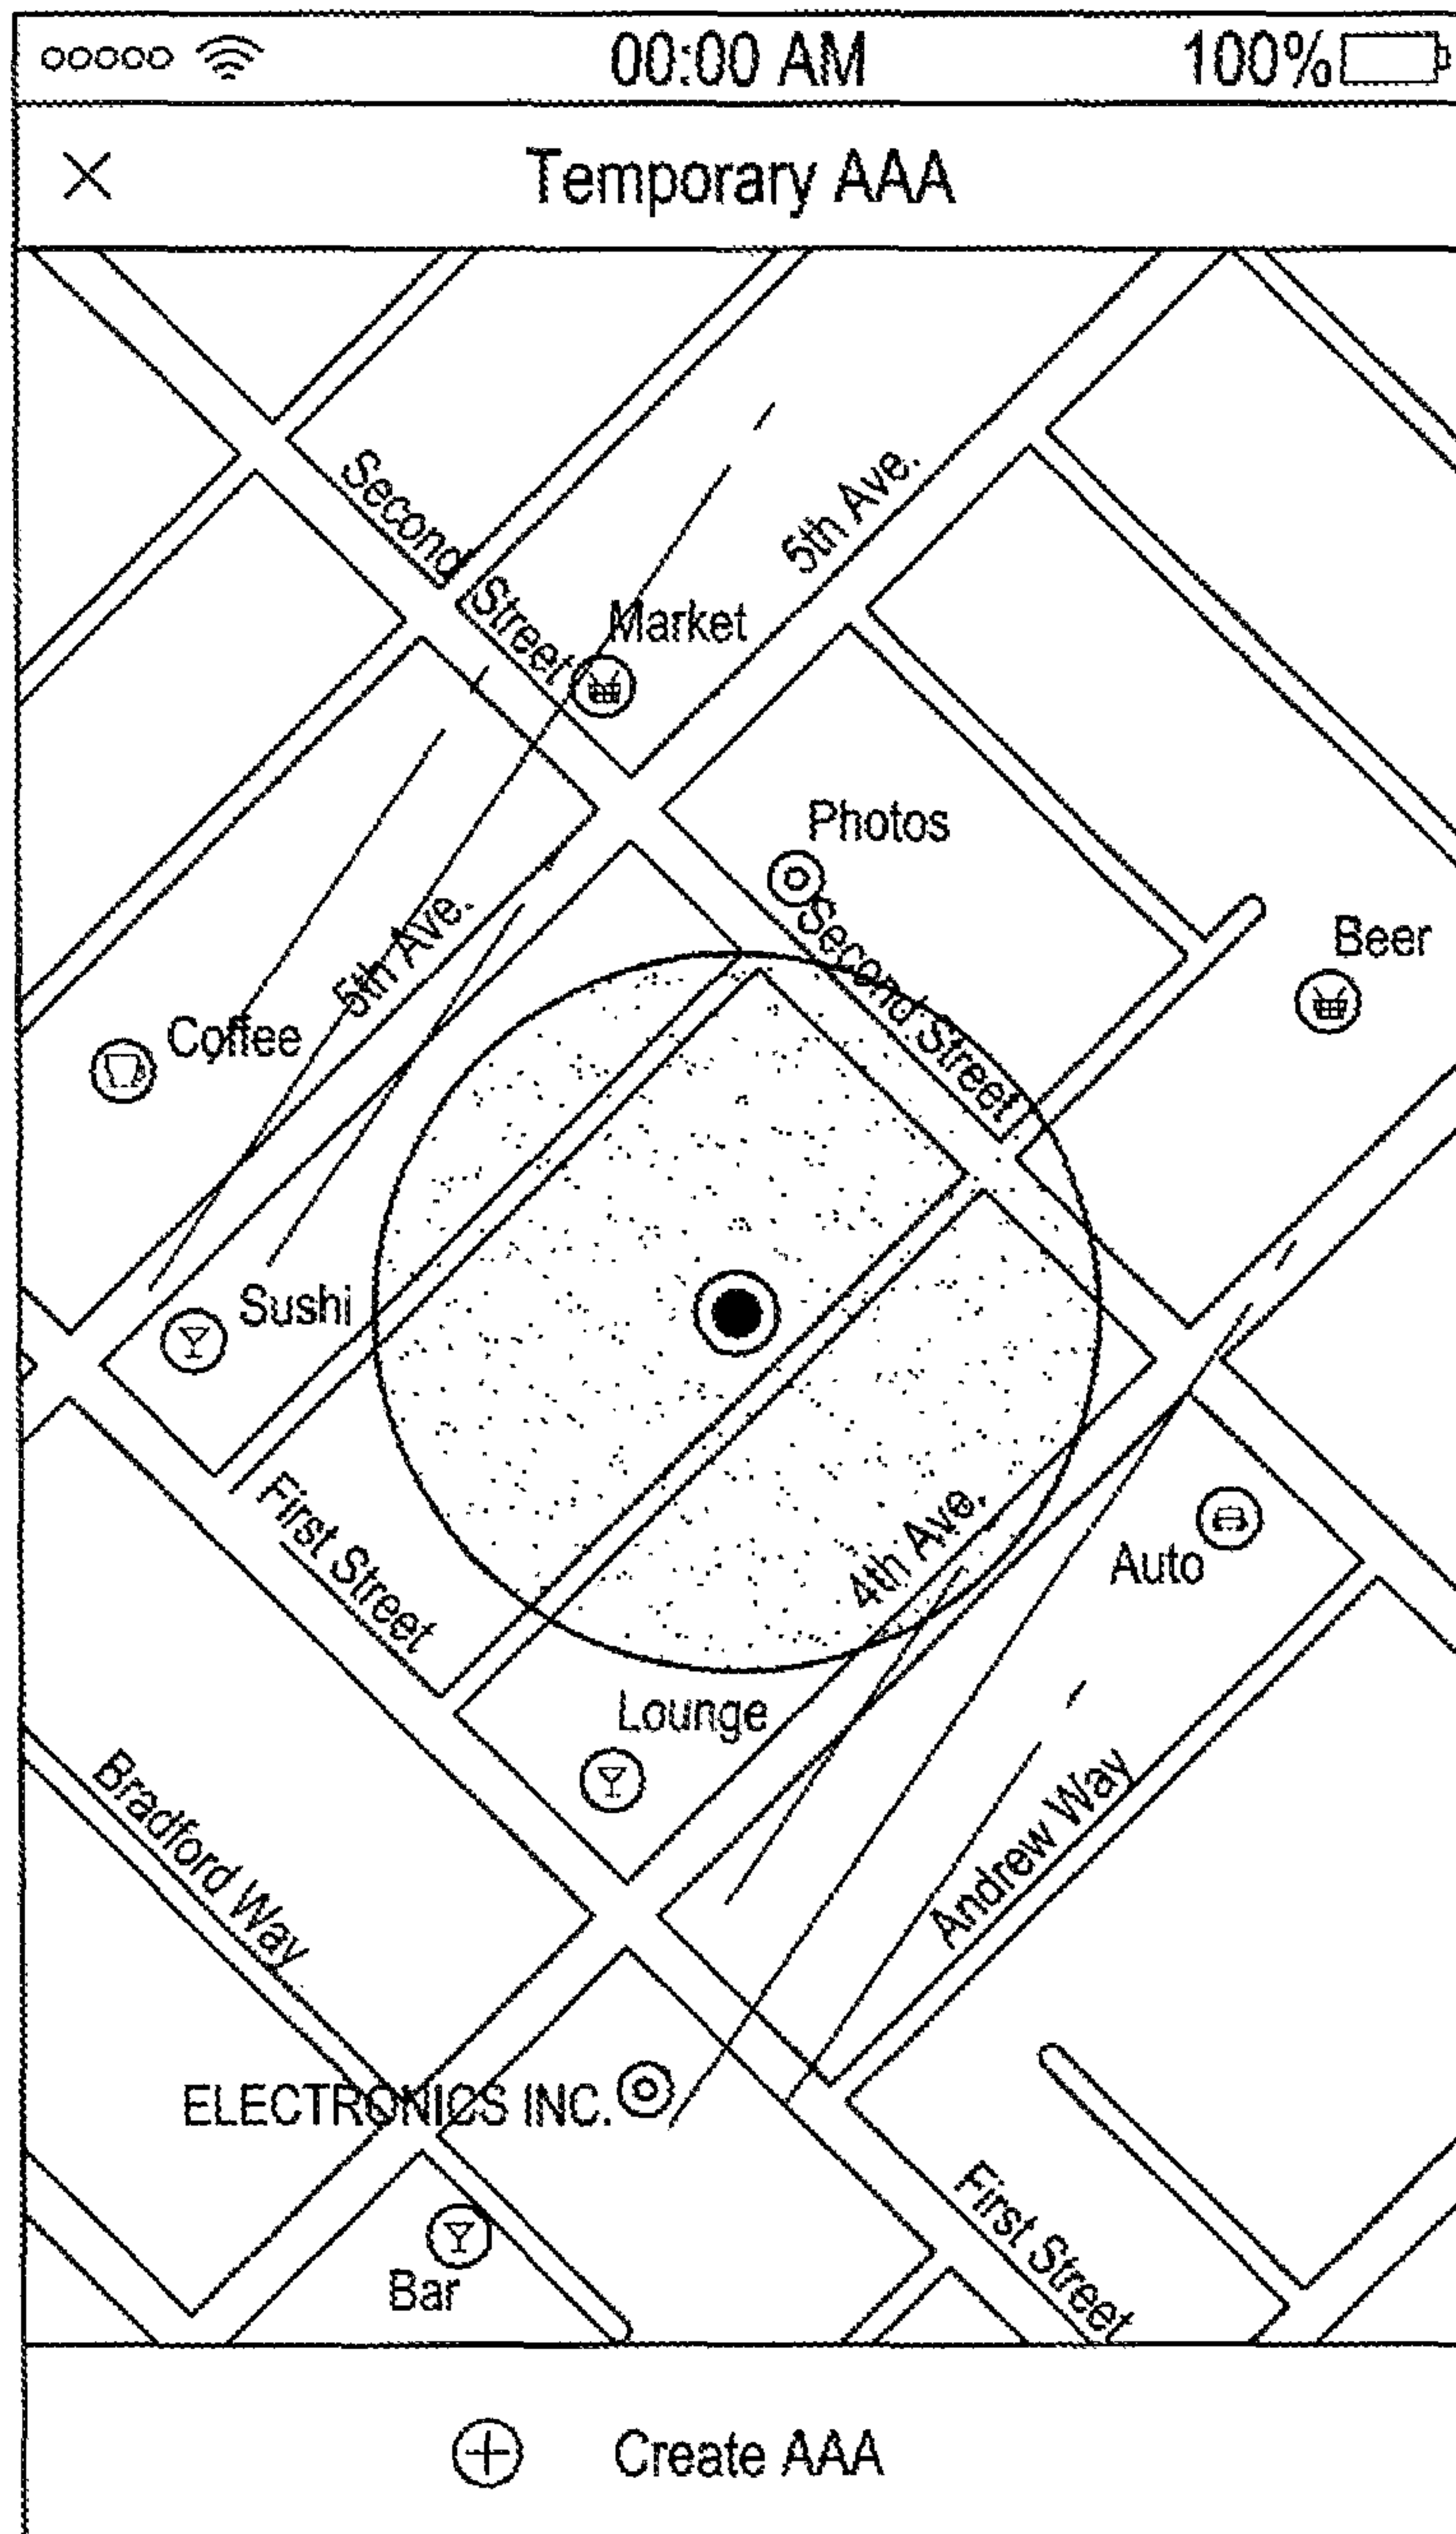 00:00 AM
100%
Temporary AAA
Second Street
5th Ave.
Market
Photos
Second Street
Beer
5th Ave.
Coffee
Sushi
First Street
4th Ave.
Auto
Lounge
Bradford Way
Andrew Way
ELECTRONICS INC.
First Street
Bar
Create AAA